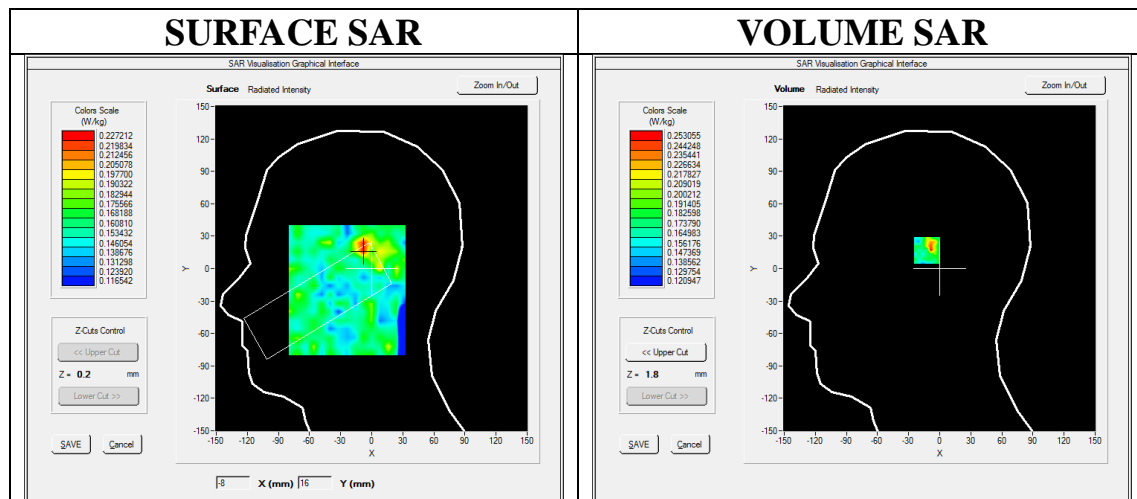 SURFACE SAR
SAR Visualisation Graphical Interface
Surface Radiated Intensity
Zoom In/Out
Colors Scale
(W/kg)
0.227212
0.219834
0.212456
0.205078
0.197700
0.190322
0.182944
0.175566
0.168188
0.160810
0.153432
0.146054
0.138676
0.131298
0.123920
0.116542
150
120
90
60
30
0
-30
-60
-90
-120
-150
Y
-150 -120 -90 -60 -30 0 30 60 90 120 150
X
Z-Cuts Control
<< Upper Cut
Z = 0.2 mm
Lower Cut >>
SAVE Cancel
-8 X (mm) 16 Y (mm)
VOLUME SAR
SAR Visualisation Graphical Interface
Volume Radiated Intensity
Zoom In/Out
Colors Scale
(W/kg)
0.253055
0.244248
0.235441
0.226634
0.217827
0.209019
0.200212
0.191405
0.182598
0.173790
0.164983
0.156176
0.147369
0.138562
0.129754
0.120947
150
120
90
60
30
0
-30
-60
-90
-120
-150
Y
-150 -120 -90 -60 -30 0 30 60 90 120 150
X
Z-Cuts Control
<< Upper Cut
Z = 1.8 mm
Lower Cut >>
SAVE Cancel